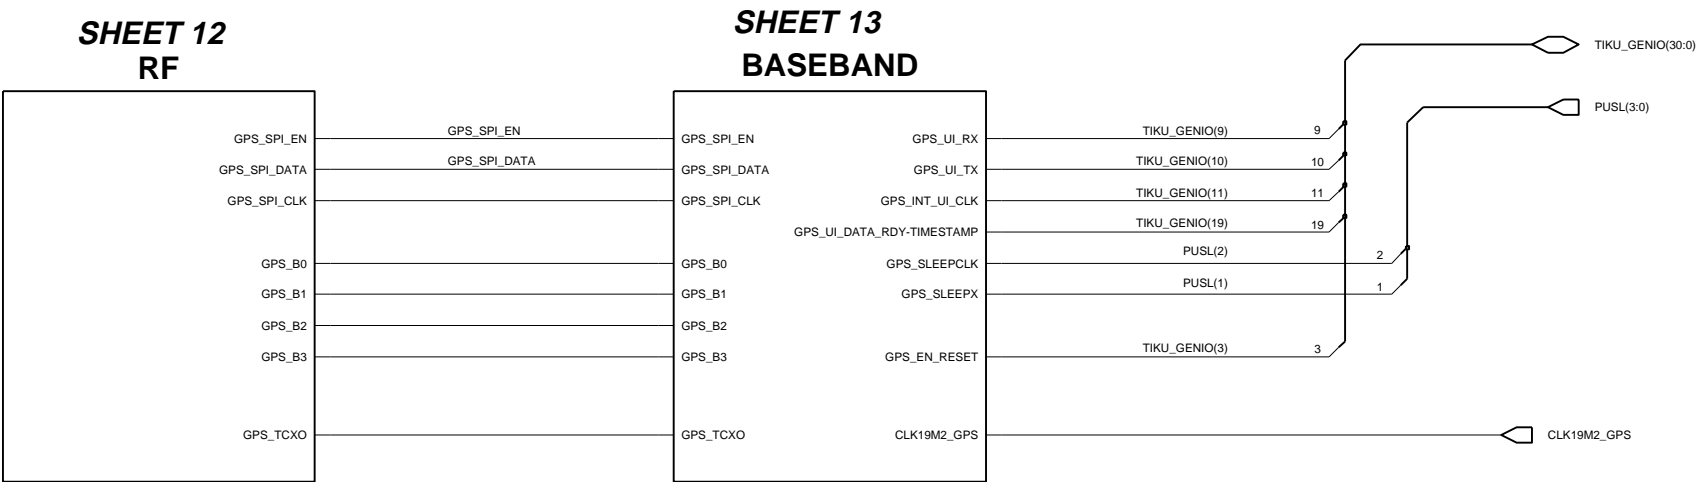 SHEET 12
RF
SHEET 13
BASEBAND
TIKU_GENIO(30:0)
PUSL(3:0)
GPS_SPI_EN GPS_SPI_EN GPS_SPI_EN GPS_UI_RX TIKU_GENIO(9) 9
GPS_SPI_DATA GPS_SPI_DATA GPS_SPI_DATA GPS_UI_TX TIKU_GENIO(10) 10
GPS_SPI_CLK GPS_SPI_CLK GPS_INT_UI_CLK TIKU_GENIO(11) 11
GPS_UI_DATA_RDY-TIMESTAMP TIKU_GENIO(19) 19
GPS_B0 GPS_B0 GPS_SLEEPCLK PUSL(2) 2
GPS_B1 GPS_B1 GPS_SLEEPX PUSL(1) 1
GPS_B2 GPS_B2
GPS_B3 GPS_B3 GPS_EN_RESET TIKU_GENIO(3) 3
GPS_TCXO GPS_TCXO CLK19M2_GPS CLK19M2_GPS